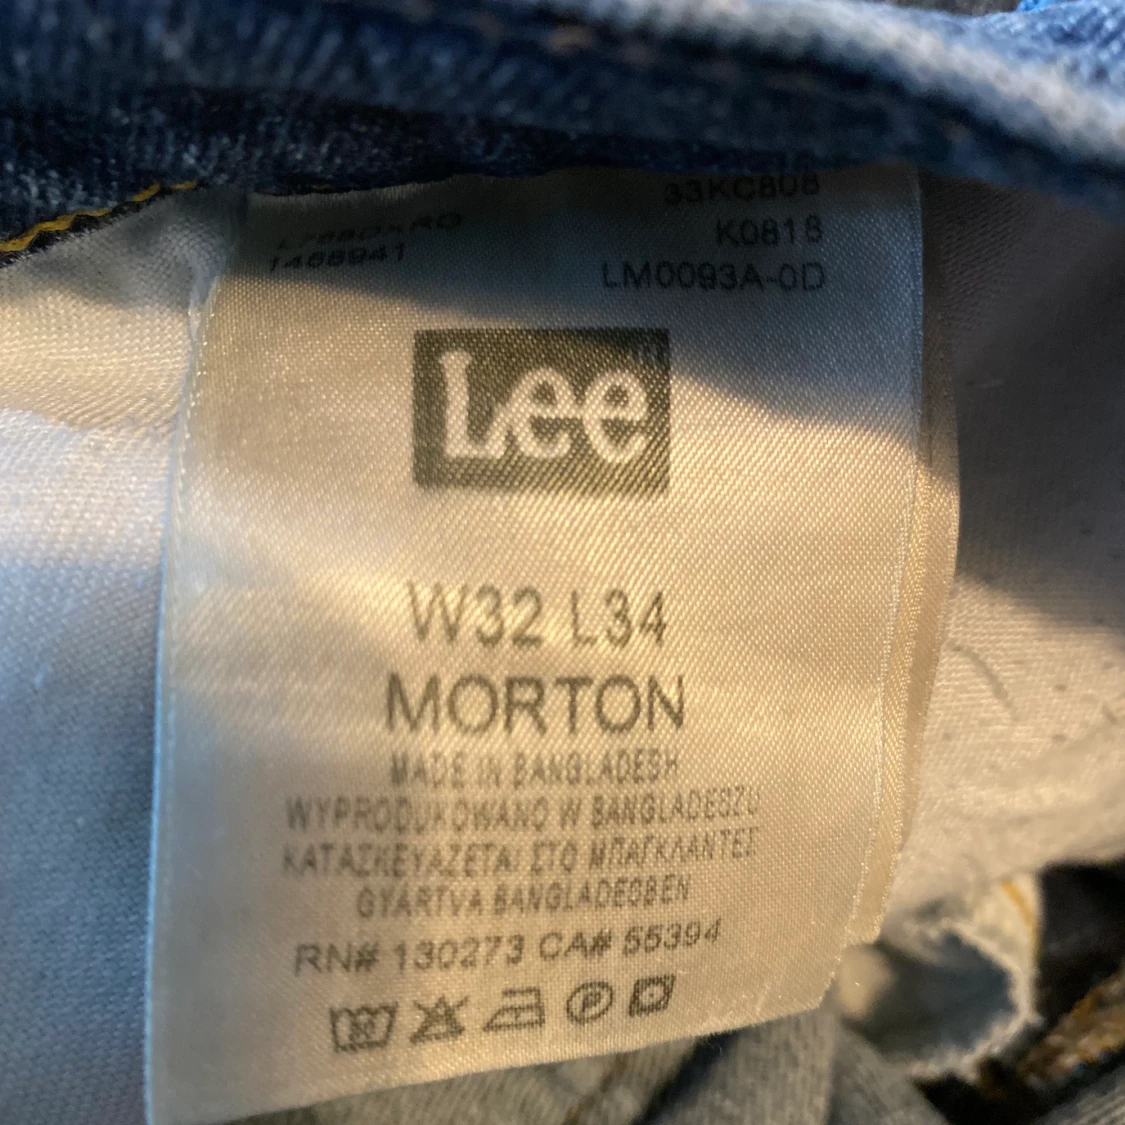 33KC808
K0818
1468941
LM0093A-0D
Lee
W32 L34
MORTON
MADE IN BANGLADESH
WYPRODUKOWANO W BANGLADESZU
ΚΑΤΑΣΚΕΥΑΖΕΤΑΙ ΣΤΟ ΜΠΑΓΚΛΑΝΤΕΣ
GYÁRTVA BANGLADESBEN
RN# 130273 CA# 55394